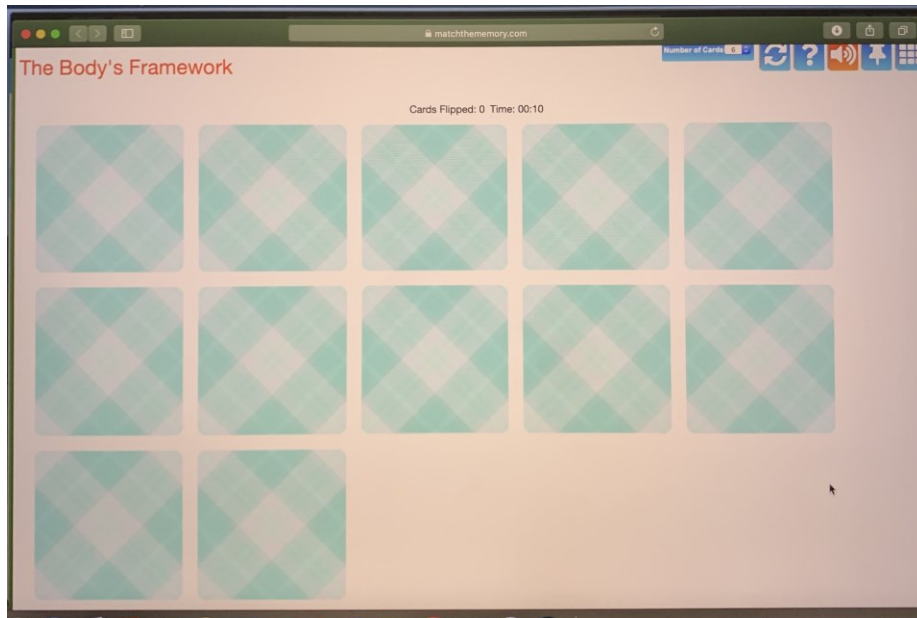 matchthememory.com
Number of Cards 6
?
The Body's Framework
Cards Flipped: 0 Time: 00:10